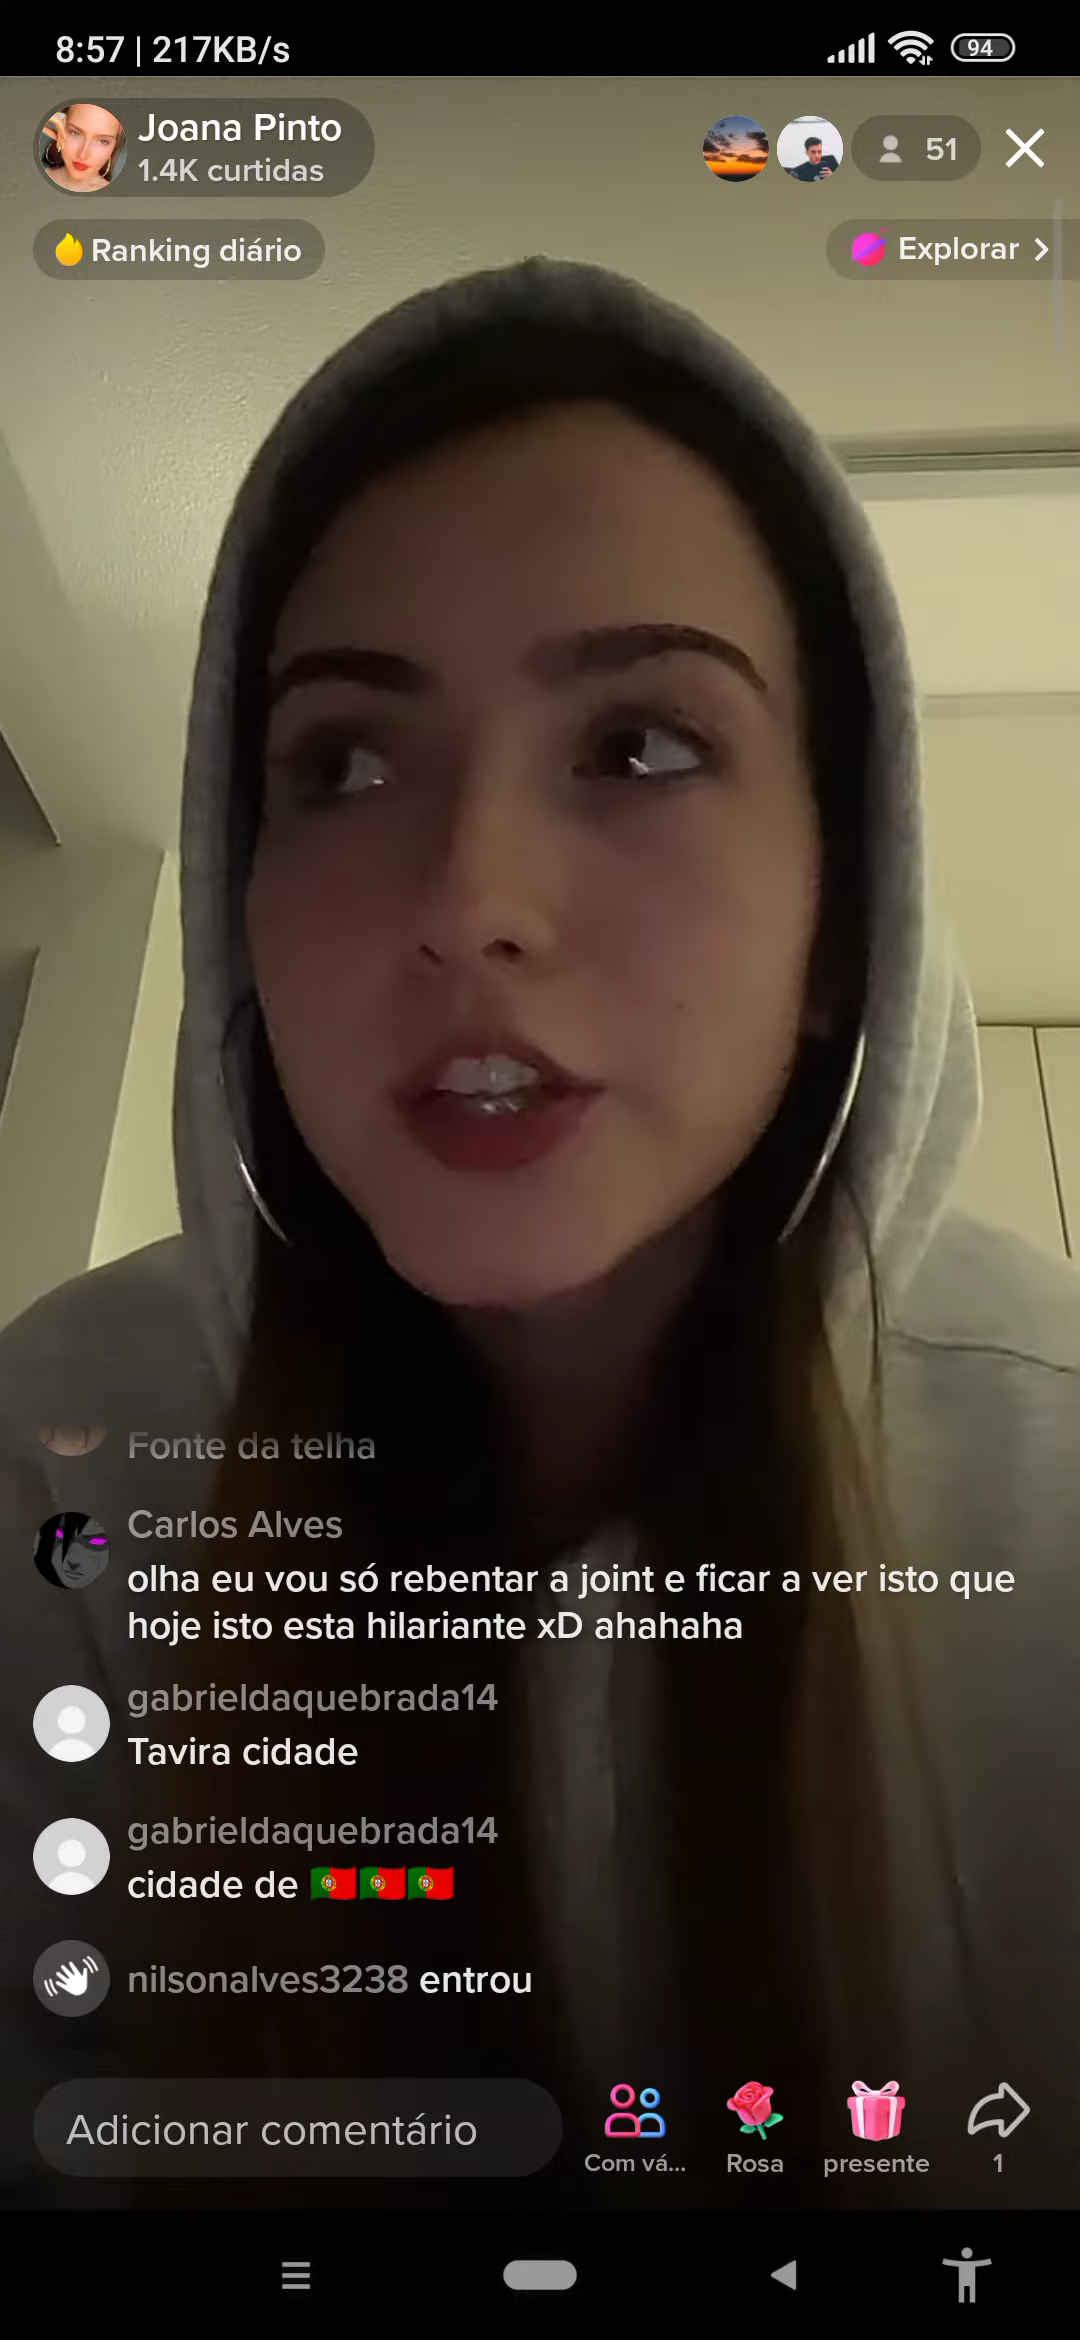 8:57 | 217KB/s
94
Joana Pinto
1.4K curtidas
51
Ranking diário
Explorar
Fonte da telha
Carlos Alves
olha eu vou só rebentar a joint e ficar a ver isto que
hoje isto esta hilariante xD ahahaha
gabrieldaquebrada14
Tavira cidade
gabrieldaquebrada14
cidade de 🇵🇹🇵🇹🇵🇹
nilsonalves3238 entrou
Adicionar comentário
Com vá...
Rosa
presente
1